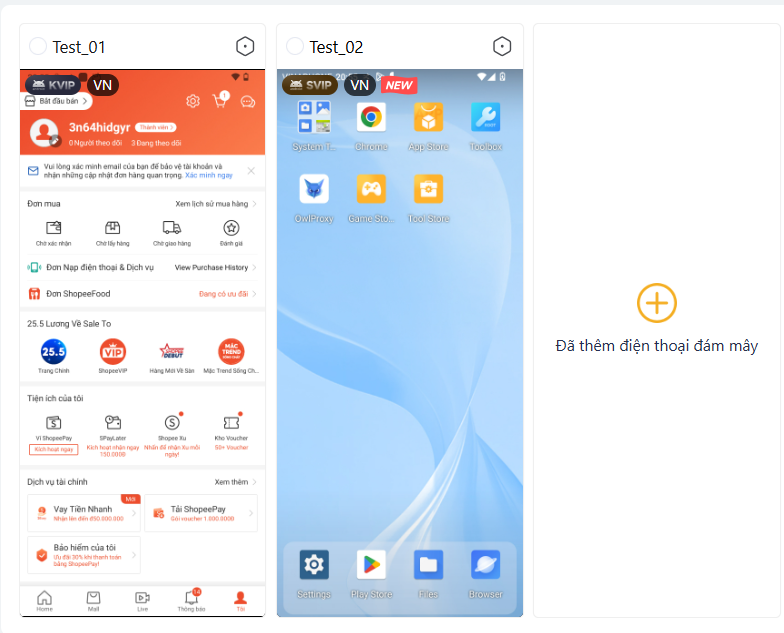 Test_01
KVIP VN
Bắt đầu bán
1
3n64hidgyr Thành viên
0 Người theo dõi 3 Đang theo dõi
Vui lòng xác minh email của bạn để bảo vệ tài khoản và
nhận những cập nhật đơn hàng quan trọng. Xác minh ngay
Đơn mua Xem lịch sử mua hàng
Chờ xác nhận Chờ lấy hàng Chờ giao hàng Đánh giá
Đơn Nạp điện thoại & Dịch vụ View Purchase History
Đơn ShopeeFood Đang có ưu đãi
25.5 Lương Về Sale To
25.5 VIP SHOPEE DEBUT MẶC TREND
Trang Chính ShopeeVIP Hàng Mới Về Sàn Mặc Trend Sống Ch...
Tiện ích của tôi
Ví ShopeePay SPayLater Shopee Xu Kho Voucher
Kích hoạt ngay Kích hoạt nhận ngay Nhấn để nhận Xu mỗi 50+ Voucher
150.000Đ ngày!
Dịch vụ tài chính Xem thêm
Mới
Vay Tiền Nhanh Tải ShopeePay
Nhận lên đến đ50.000.000 Gói voucher 1.000.000Đ
Bảo hiểm của tôi
Ưu đãi 30% khi thanh toán
bằng ShopeePay!
Home Mall Live Thông báo Tôi
Test_02
SVIP VN NEW
System T... Chrome App Store Toolbox
OwlProxy Game Sto... Tool Store
Settings Play Store Files Browser
Đã thêm điện thoại đám mây